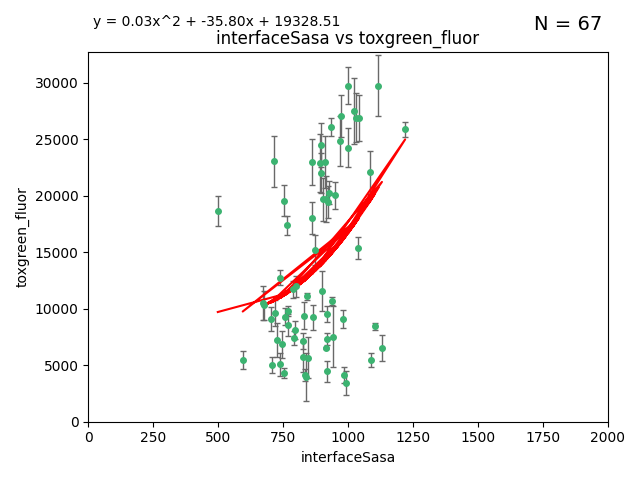 y = 0.03x^2 + -35.80x + 19328.51
N = 67
interfaceSasa vs toxgreen_fluor
30000
25000
20000
15000
10000
5000
0
toxgreen_fluor
0 250 500 750 1000 1250 1500 1750 2000
interfaceSasa